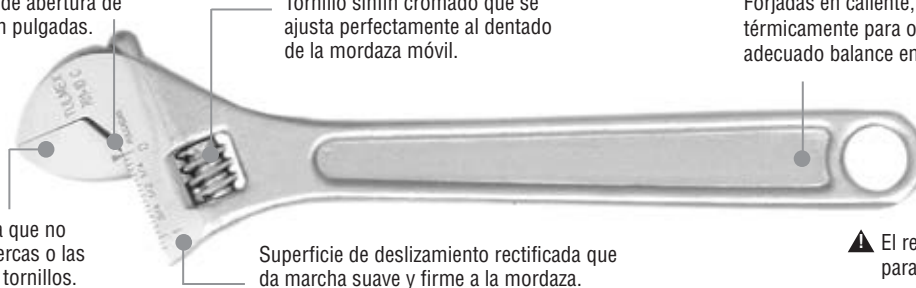 de abertura de
n pulgadas.
Tornillo sinfín cromado que se
ajusta perfectamente al dentado
de la mordaza móvil.
Forjadas en caliente,
térmicamente para o
adecuado balance en
a que no
ercas o las
tornillos.
Superficie de deslizamiento rectificada que
da marcha suave y firme a la mordaza.
El re
para